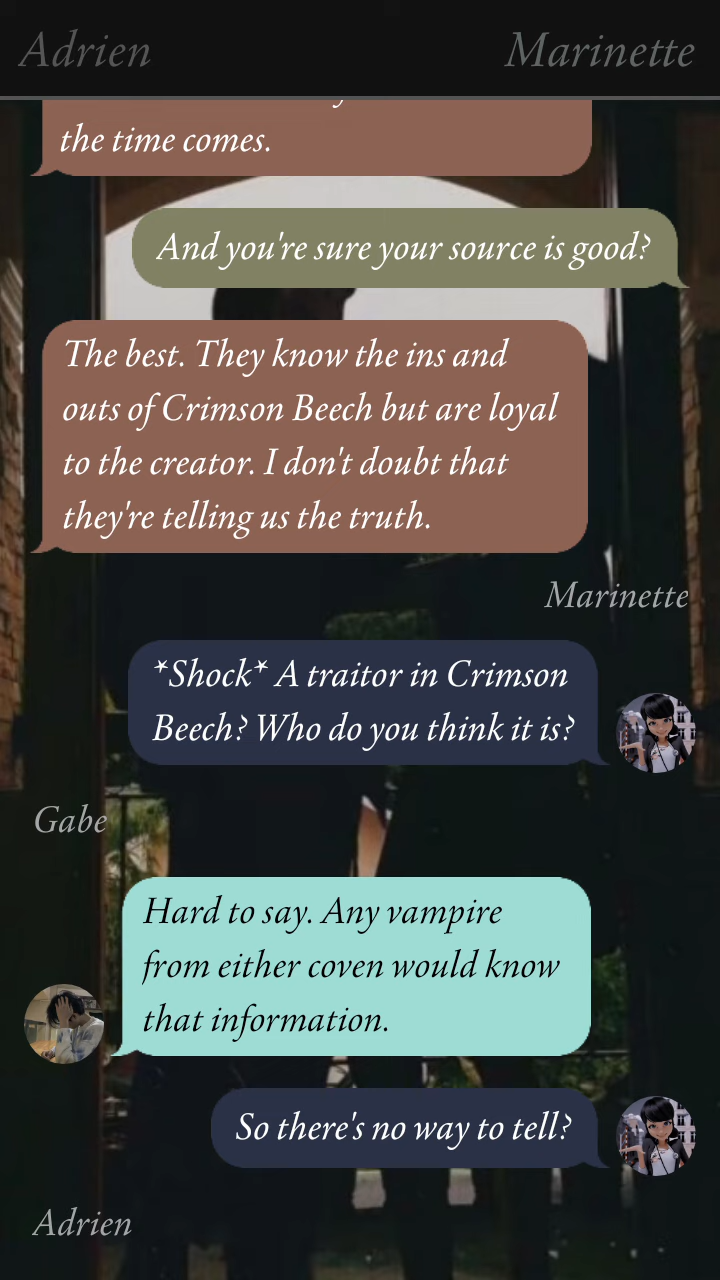 Adrien
Marinette
the time comes.
And you're sure your source is good?
The best. They know the ins and
outs of Crimson Beech but are loyal
to the creator. I don't doubt that
they're telling us the truth.
Marinette
*Shock* A traitor in Crimson
Beech? Who do you think it is?
Gabe
Hard to say. Any vampire
from either coven would know
that information.
So there's no way to tell?
Adrien